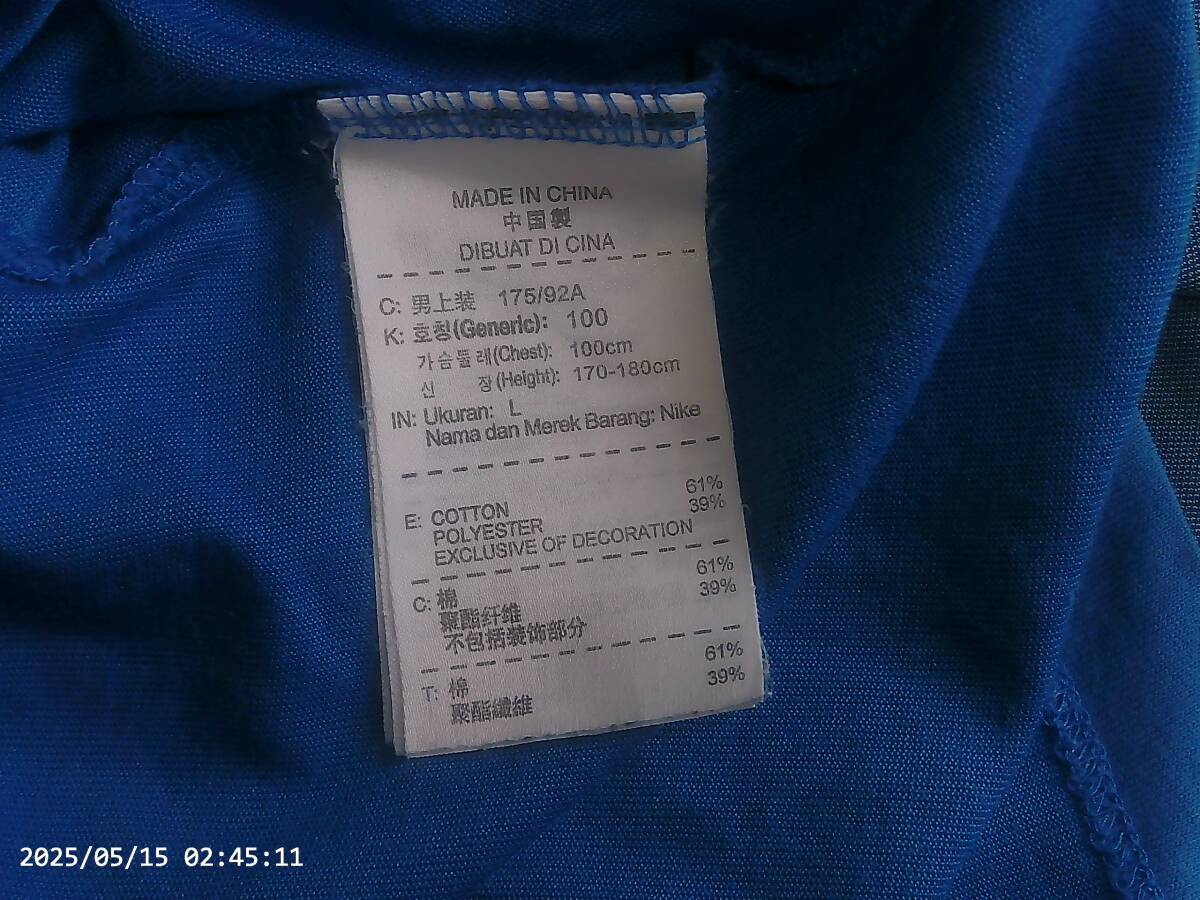 MADE IN CHINA
中国製
DIBUAT DI CINA
C: 男上装 175/92A
K: 호칭(Generic): 100
가슴둘레(Chest): 100cm
신 장(Height): 170-180cm
IN: Ukuran: L
Nama dan Merek Barang: Nike
E: COTTON 61%
POLYESTER 39%
EXCLUSIVE OF DECORATION
C: 棉 61%
聚酯纤维 39%
不包括装饰部分
T: 棉 61%
聚酯纖維 39%
2025/05/15 02:45:11